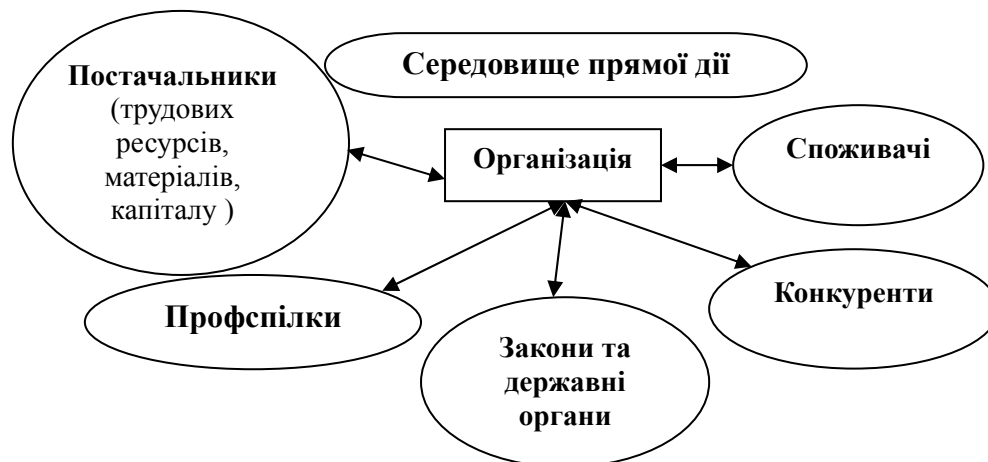 Середовище прямої дії
Постачальники
(трудових
ресурсів,
матеріалів,
капіталу )
Організація
Споживачі
Конкуренти
Профспілки
Закони та
державні
органи